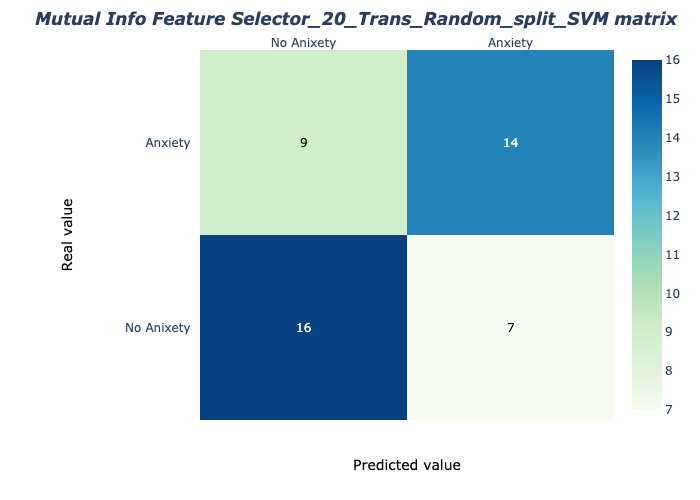 Mutual Info Feature Selector_20_Trans_Random_split_SVM matrix
No Anixety Anxiety
16
15
14
13
12
11
10
9
8
7
Anxiety 9 14
Real value
No Anixety 16 7
Predicted value